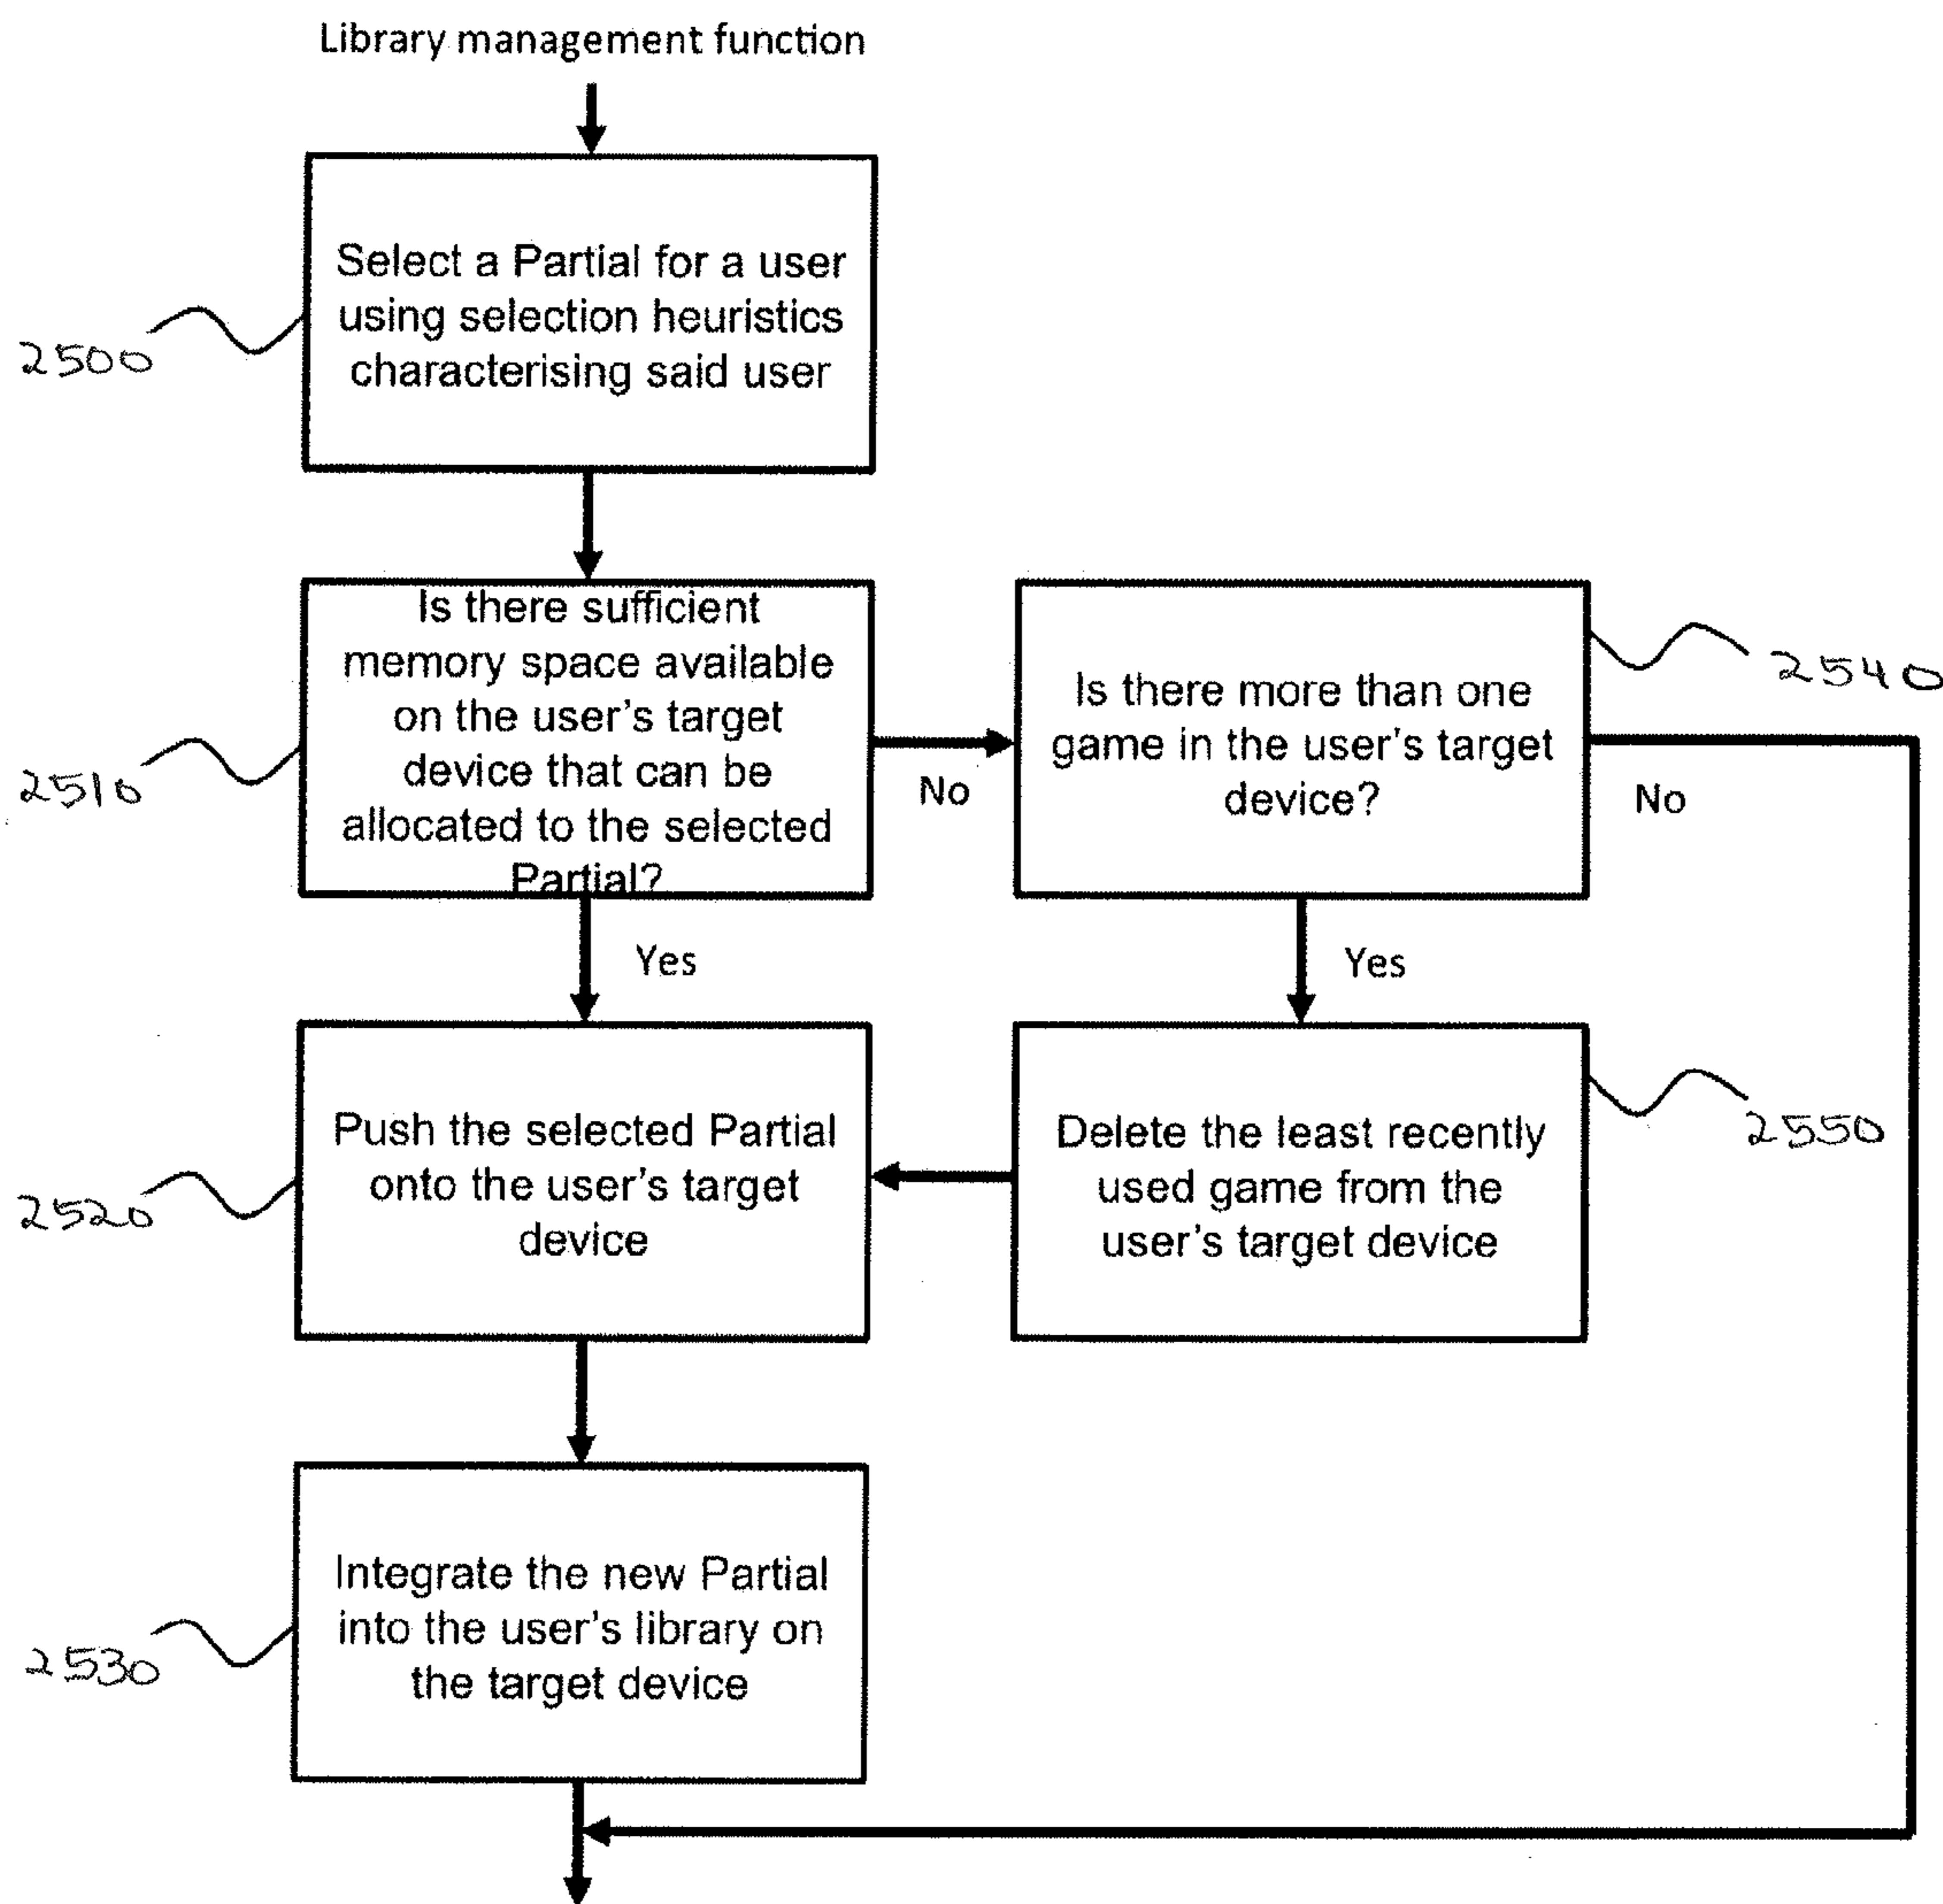 Library management function
Select a Partial for a user
using selection heuristics
characterising said user
2500
Is there sufficient
memory space available
on the user's target
device that can be
allocated to the selected
Partial?
2510
No
Is there more than one
game in the user's target
device?
2540
No
Yes
Yes
Push the selected Partial
onto the user's target
device
2520
Delete the least recently
used game from the
user's target device
2550
Integrate the new Partial
into the user's library on
the target device
2530